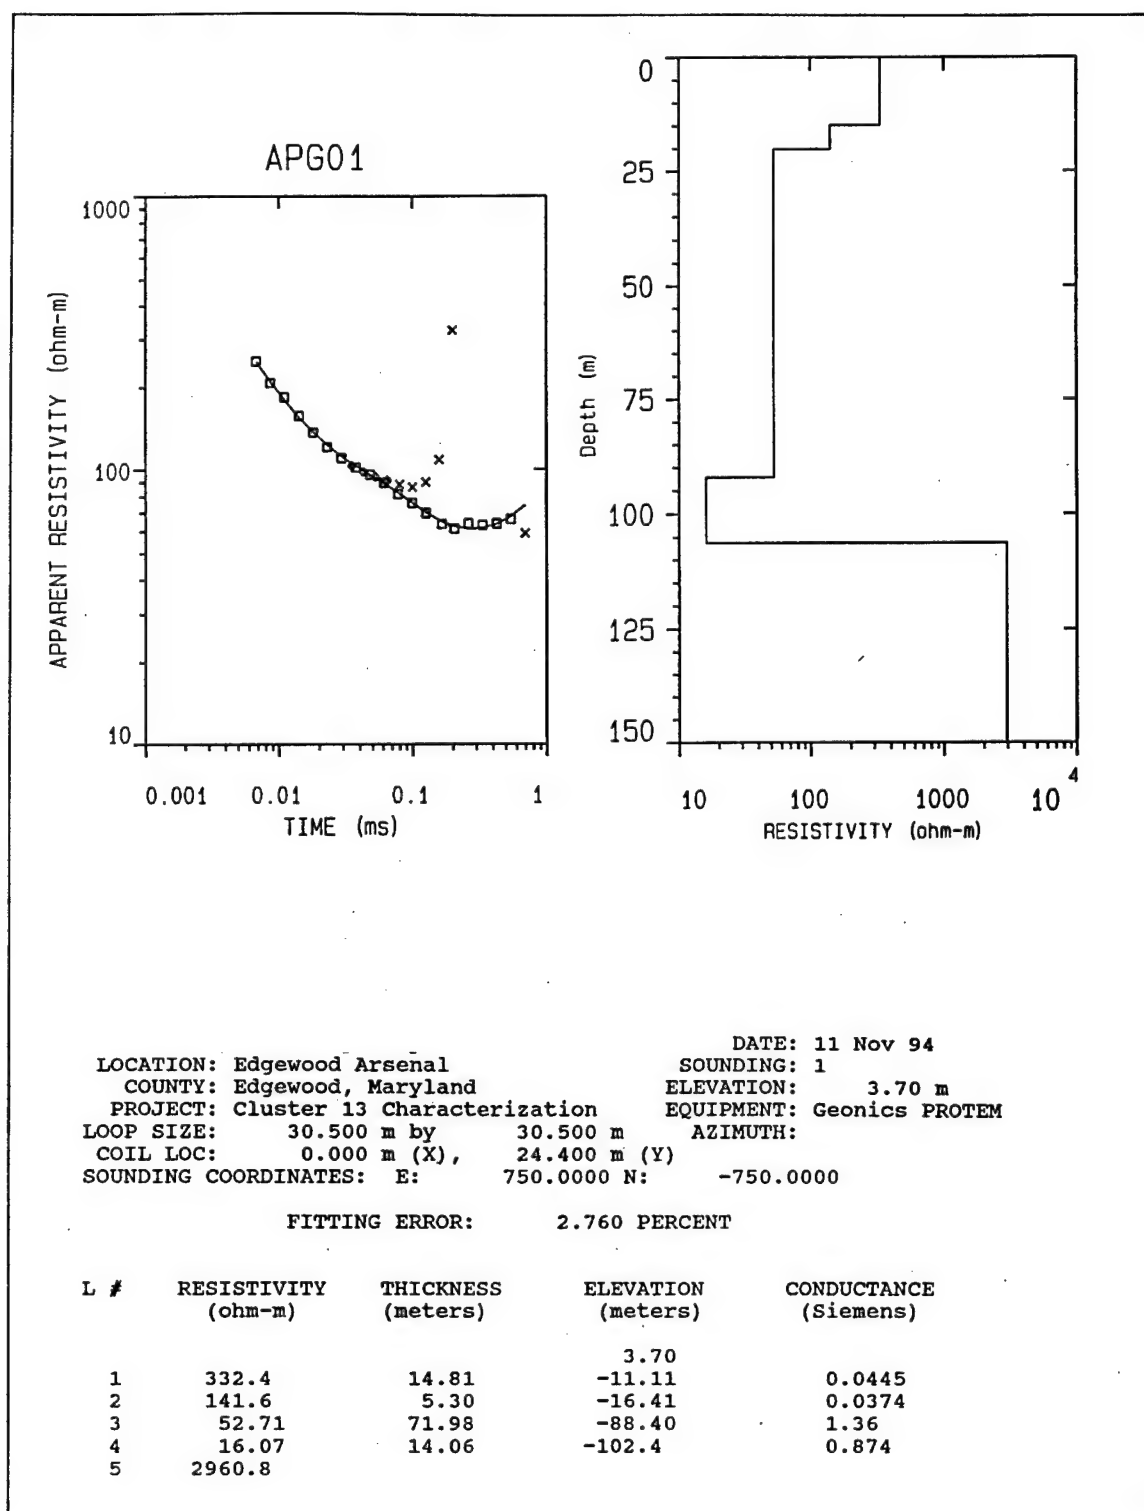 APG01
1000
100
10
APPARENT RESISTIVITY (ohm-m)
0.001 0.01 0.1 1
TIME (ms)
0
25
50
75
100
125
150
Depth (m)
10 100 1000 10 4
RESISTIVITY (ohm-m)
DATE: 11 Nov 94
LOCATION: Edgewood Arsenal SOUNDING: 1
COUNTY: Edgewood, Maryland ELEVATION: 3.70 m
PROJECT: Cluster 13 Characterization EQUIPMENT: Geonics PROTEM
LOOP SIZE: 30.500 m by 30.500 m AZIMUTH:
COIL LOC: 0.000 m (X), 24.400 m (Y)
SOUNDING COORDINATES: E: 750.0000 N: -750.0000
FITTING ERROR: 2.760 PERCENT
L # RESISTIVITY THICKNESS ELEVATION CONDUCTANCE
(ohm-m) (meters) (meters) (Siemens)
3.70
1 332.4 14.81 -11.11 0.0445
2 141.6 5.30 -16.41 0.0374
3 52.71 71.98 -88.40 1.36
4 16.07 14.06 -102.4 0.874
5 2960.8